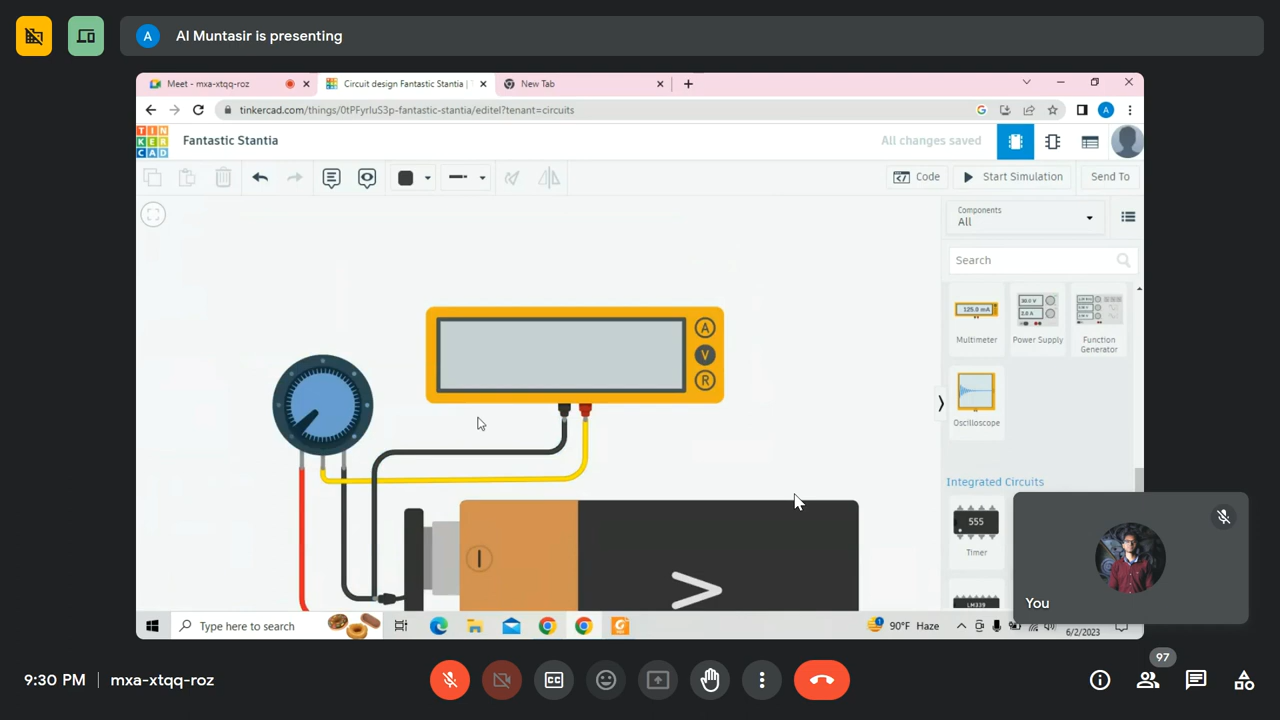 A
Al Muntasir is presenting
Meet - mxa-xtqq-roz
Circuit design Fantastic Stantia |
New Tab
tinkercad.com/things/0tPFyrIuS3p-fantastic-stantia/editel?tenant=circuits
A
TIN
KER
CAD
Fantastic Stantia
All changes saved
Code
Start Simulation
Send To
Components
All
Search
125.0 mA
Multimeter
Power Supply
Function
Generator
Oscilloscope
A
V
R
Integrated Circuits
555
Timer
LM339
You
Type here to search
90°F Haze
6/2/2023
9:30 PM
mxa-xtqq-roz
97